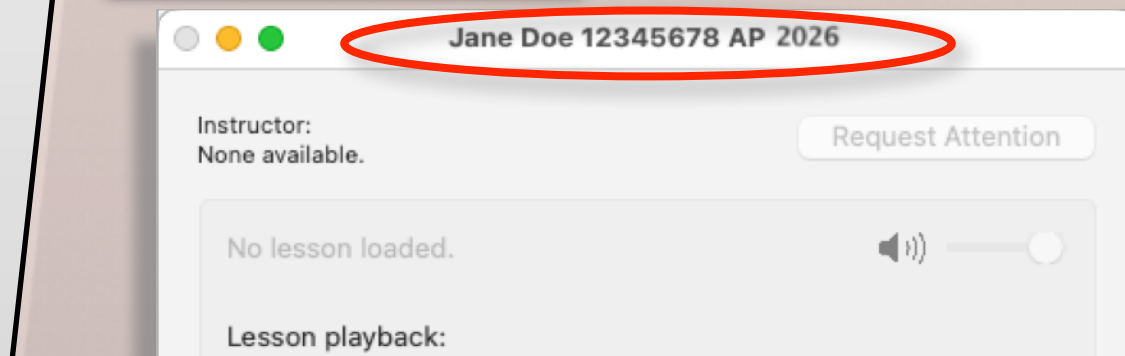 Jane Doe 12345678 AP 2026
Instructor:
None available.
Request Attention
No lesson loaded.
Lesson playback: